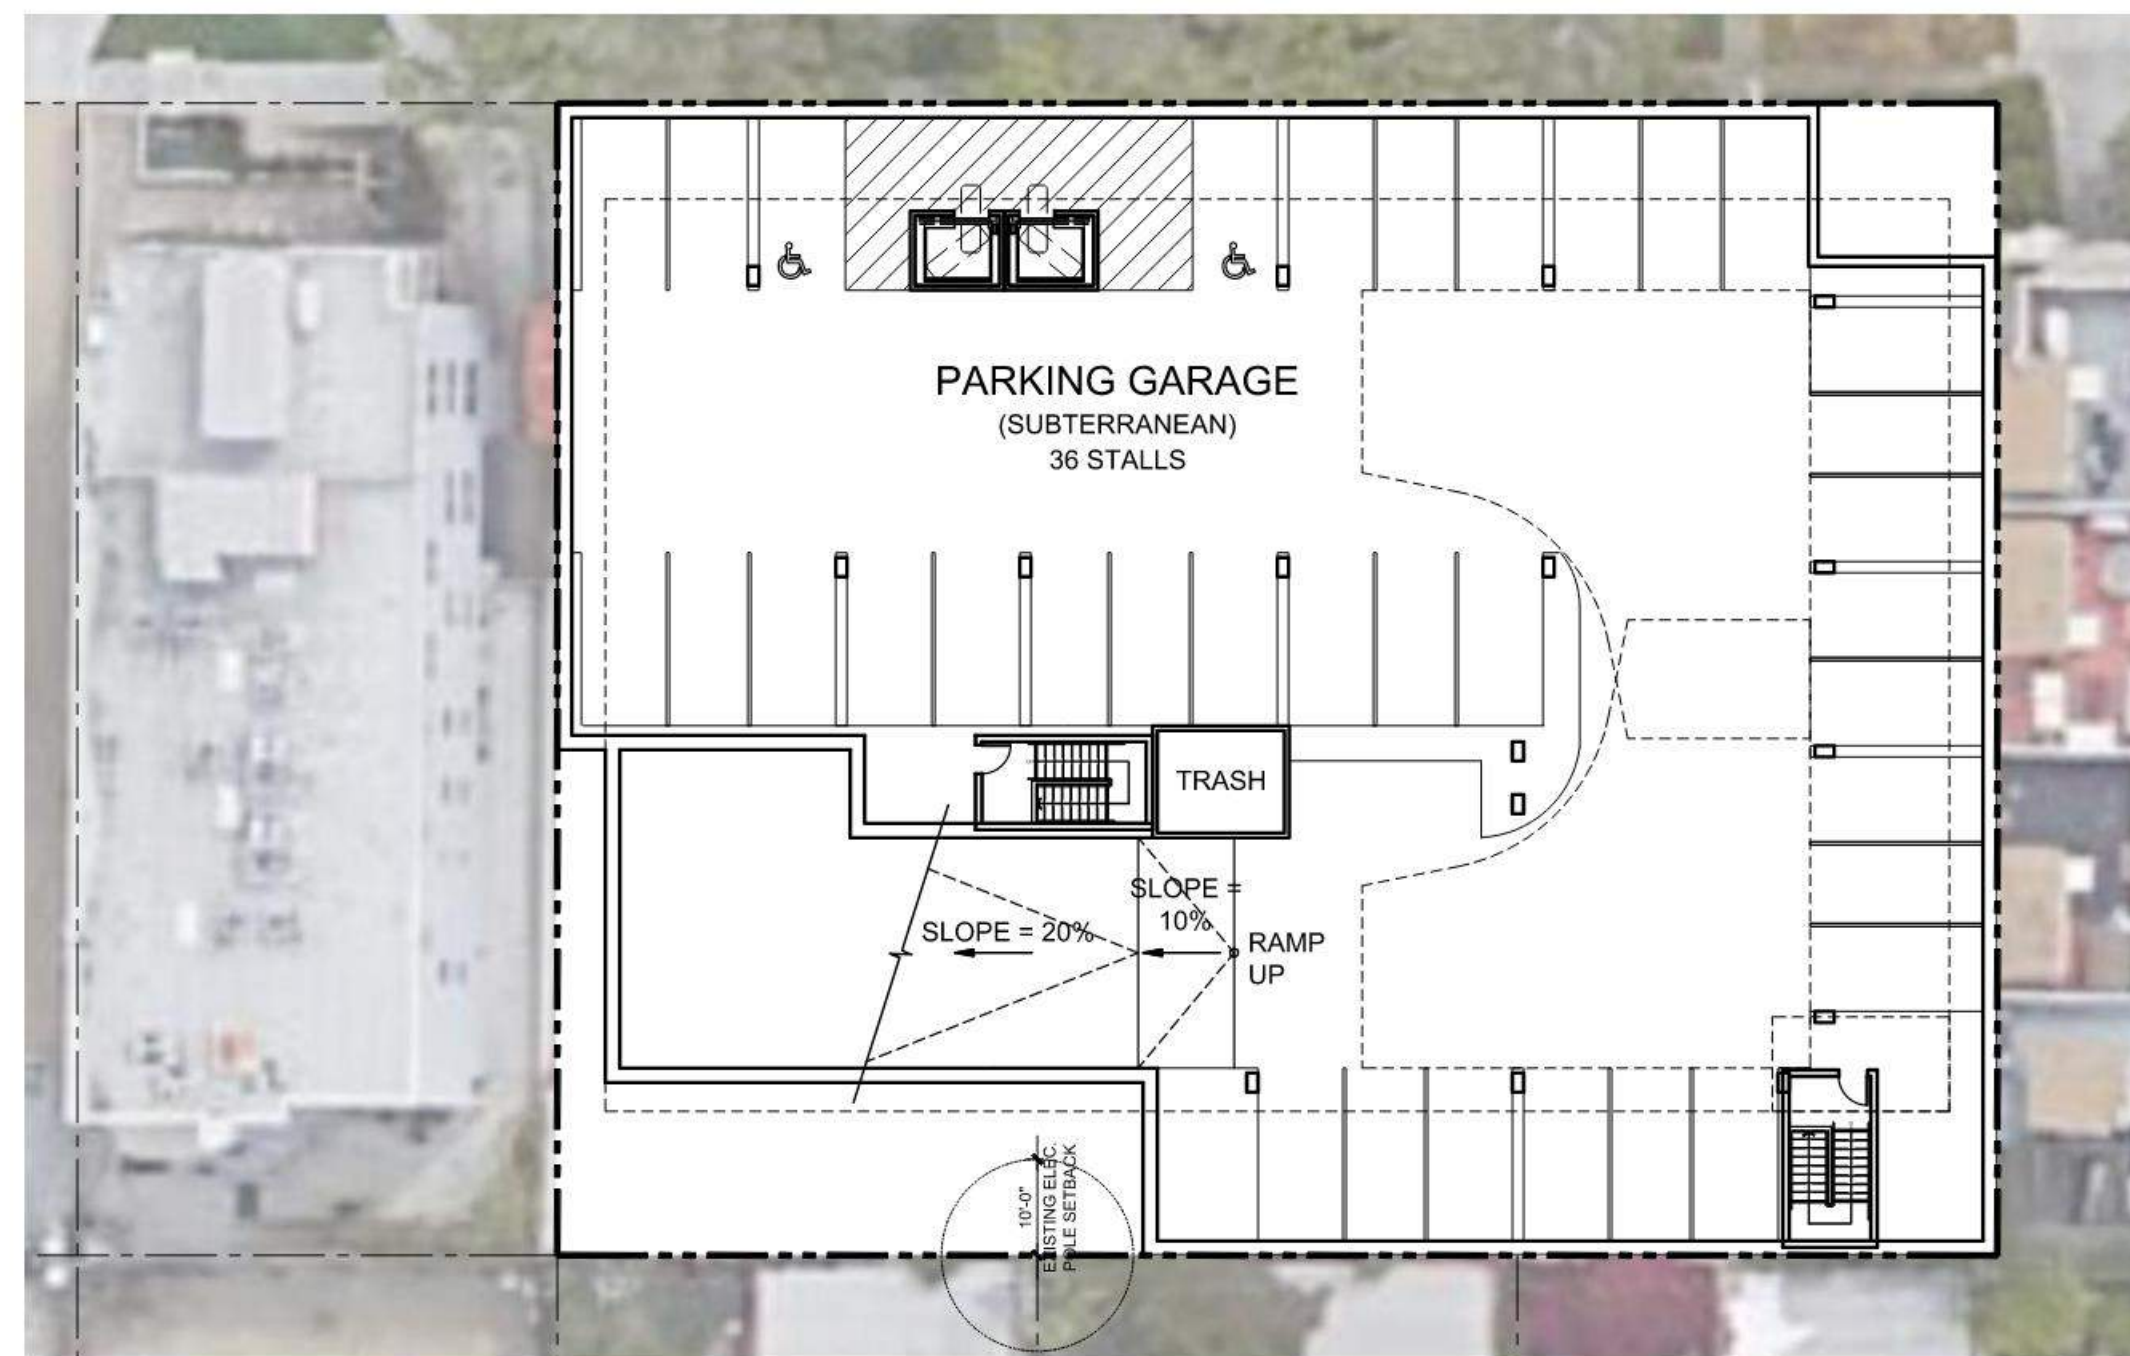 PARKING GARAGE
(SUBTERRANEAN)
36 STALLS
TRASH
SLOPE =
10%
SLOPE = 20%
RAMP
UP
10'-0"
EXISTING ELEC.
POLE SETBACK